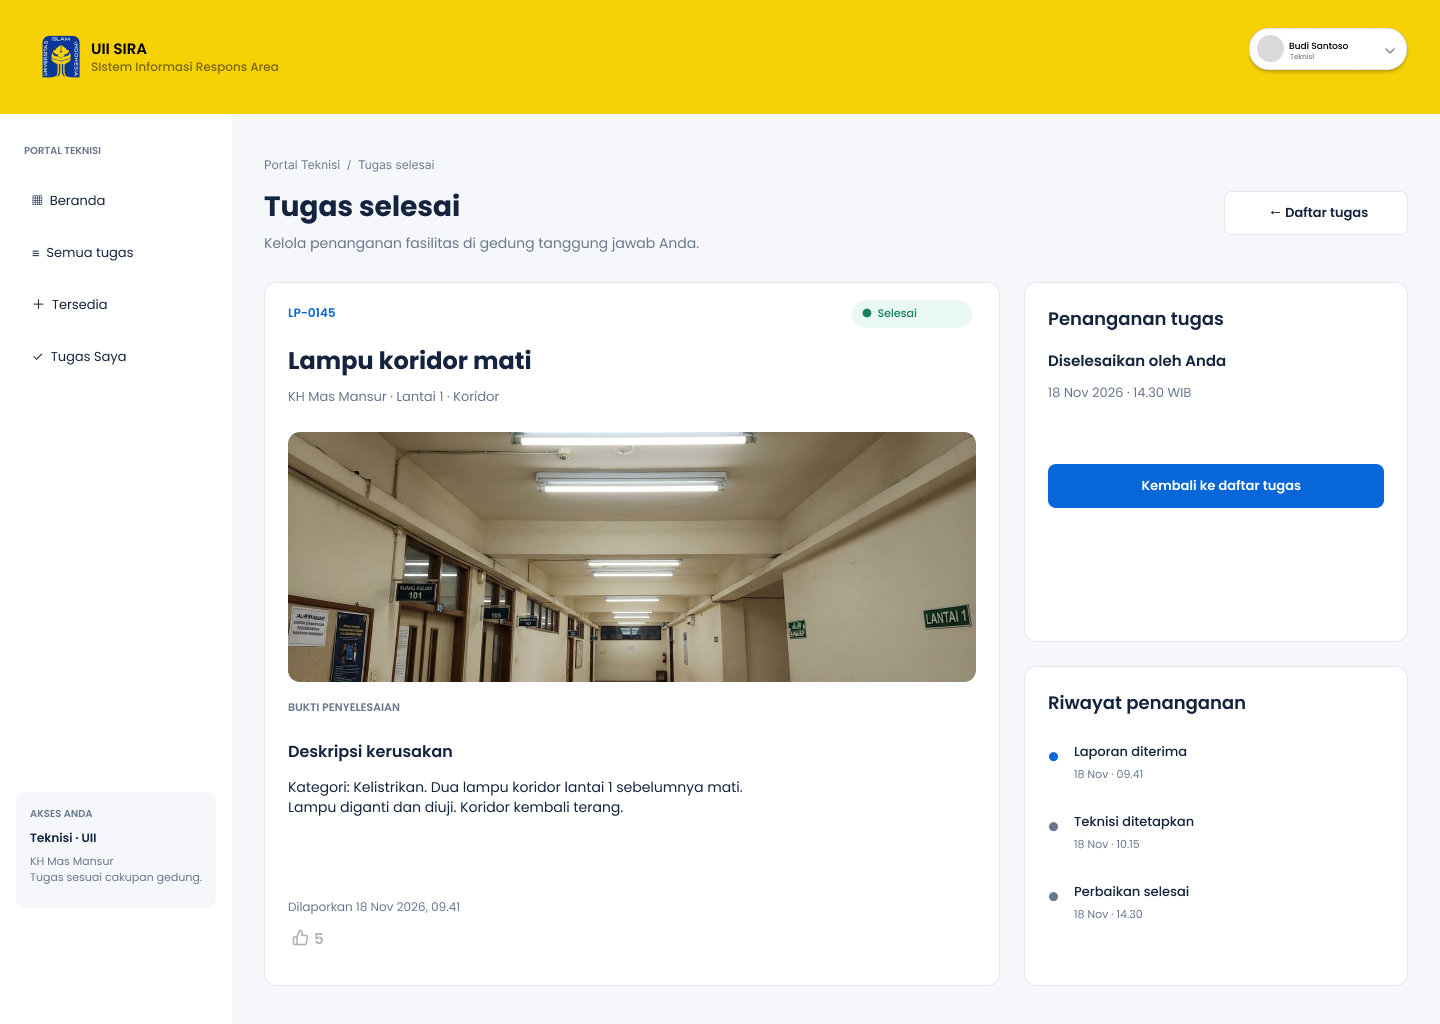 UNIVERSITAS ISLAM INDONESIA
UII SIRA
SIstem Informasi Respons Area
Budi Santoso
Teknisi
PORTAL TEKNISI
▦ Beranda
≡ Semua tugas
+ Tersedia
✓ Tugas Saya
AKSES ANDA
Teknisi · UII
KH Mas Mansur
Tugas sesuai cakupan gedung.
Portal Teknisi / Tugas selesai
Tugas selesai
Kelola penanganan fasilitas di gedung tanggung jawab Anda.
← Daftar tugas
LP-0145
Selesai
Lampu koridor mati
KH Mas Mansur · Lantai 1 · Koridor
RUANG KULIAH
101
103
LANTAI 1
BUKTI PENYELESAIAN
Deskripsi kerusakan
Kategori: Kelistrikan. Dua lampu koridor lantai 1 sebelumnya mati.
Lampu diganti dan diuji. Koridor kembali terang.
Dilaporkan 18 Nov 2026, 09.41
5
Penanganan tugas
Diselesaikan oleh Anda
18 Nov 2026 · 14.30 WIB
Kembali ke daftar tugas
Riwayat penanganan
Laporan diterima
18 Nov · 09.41
Teknisi ditetapkan
18 Nov · 10.15
Perbaikan selesai
18 Nov · 14.30